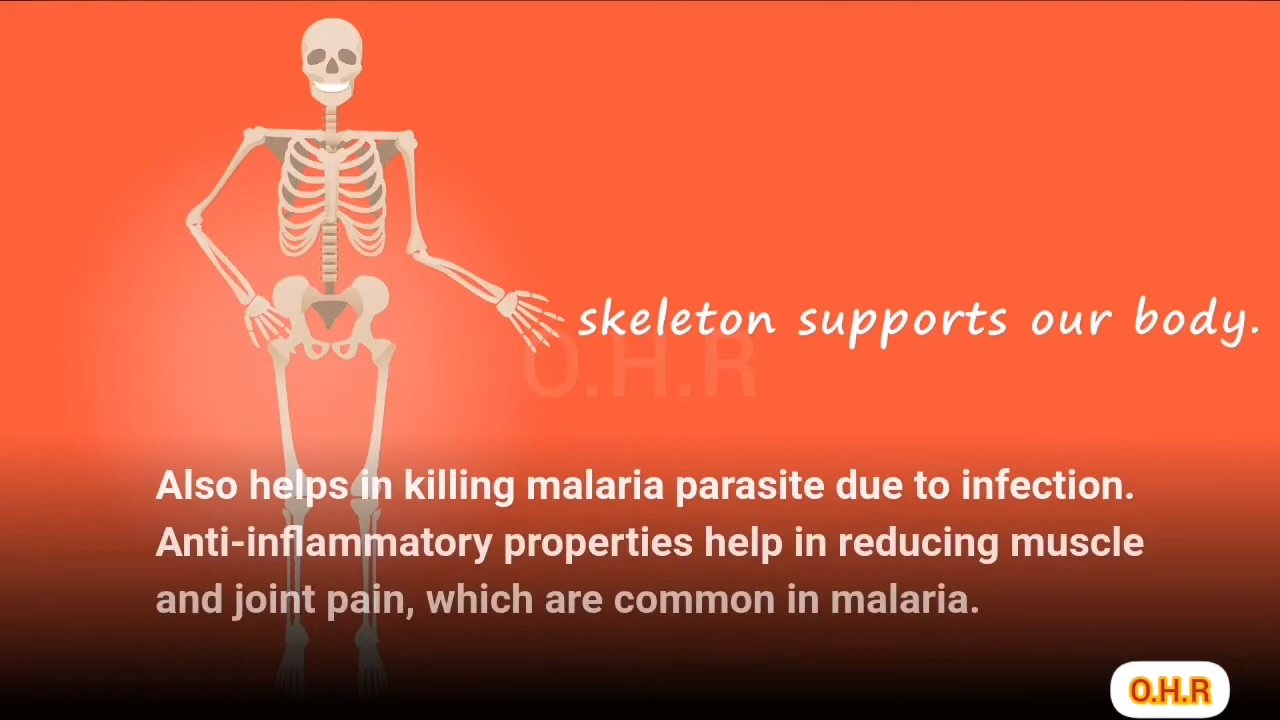 skeleton supports our body.
O.H.R
Also helps in killing malaria parasite due to infection.
Anti-inflammatory properties help in reducing muscle
and joint pain, which are common in malaria.
O.H.R